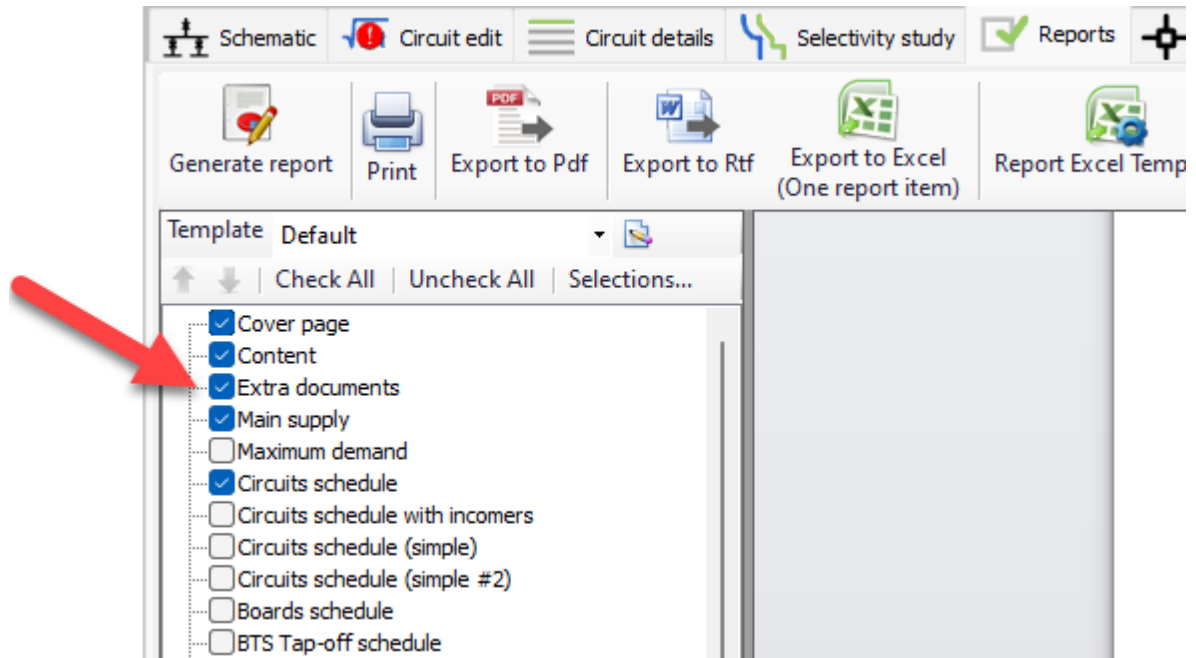 Schematic Circuit edit Circuit details Selectivity study Reports
Generate report Print Export to Pdf Export to Rtf Export to Excel Report Excel Temp
(One report item)
PDF
Template Default
Check All Uncheck All Selections...
Cover page
Content
Extra documents
Main supply
Maximum demand
Circuits schedule
Circuits schedule with incomers
Circuits schedule (simple)
Circuits schedule (simple #2)
Boards schedule
BTS Tap-off schedule